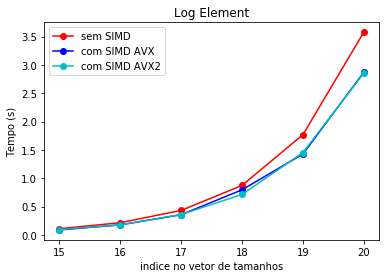 Log Element
sem SIMD
com SIMD AVX
com SIMD AVX2
Tempo (s)
3.5
3.0
2.5
2.0
1.5
1.0
0.5
0.0
15 16 17 18 19 20
indice no vetor de tamanhos